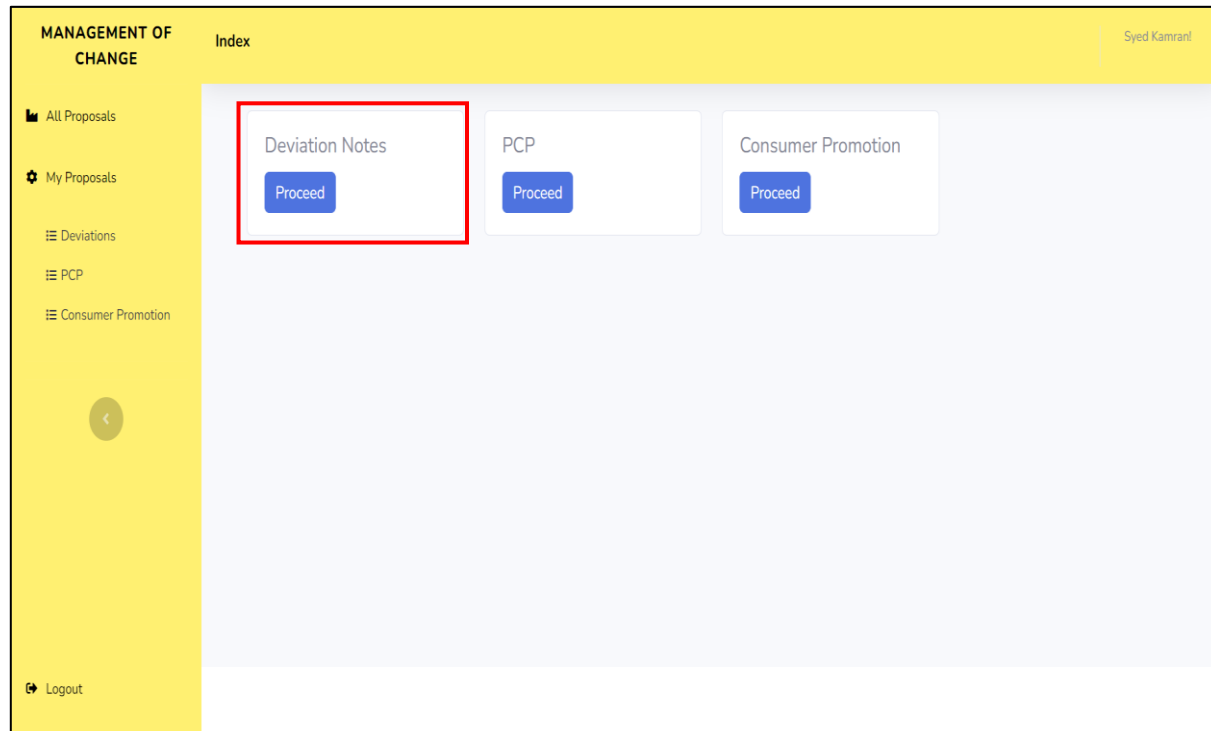 MANAGEMENT OF
CHANGE
Index
Syed Kamran!
All Proposals
My Proposals
Deviations
PCP
Consumer Promotion
Logout
Deviation Notes
Proceed
PCP
Proceed
Consumer Promotion
Proceed